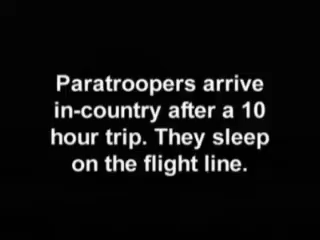 Paratroopers arrive
in-country after a 10
hour trip. They sleep
on the flight line.